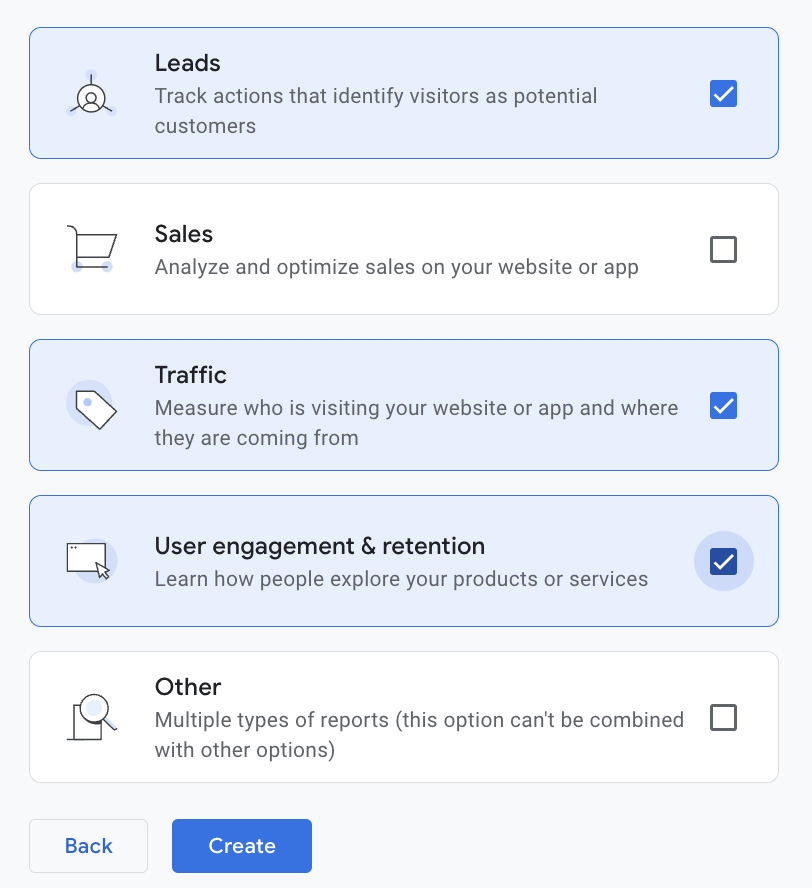 Leads
Track actions that identify visitors as potential
customers
Sales
Analyze and optimize sales on your website or app
Traffic
Measure who is visiting your website or app and where
they are coming from
User engagement & retention
Learn how people explore your products or services
Other
Multiple types of reports (this option can't be combined
with other options)
Back
Create